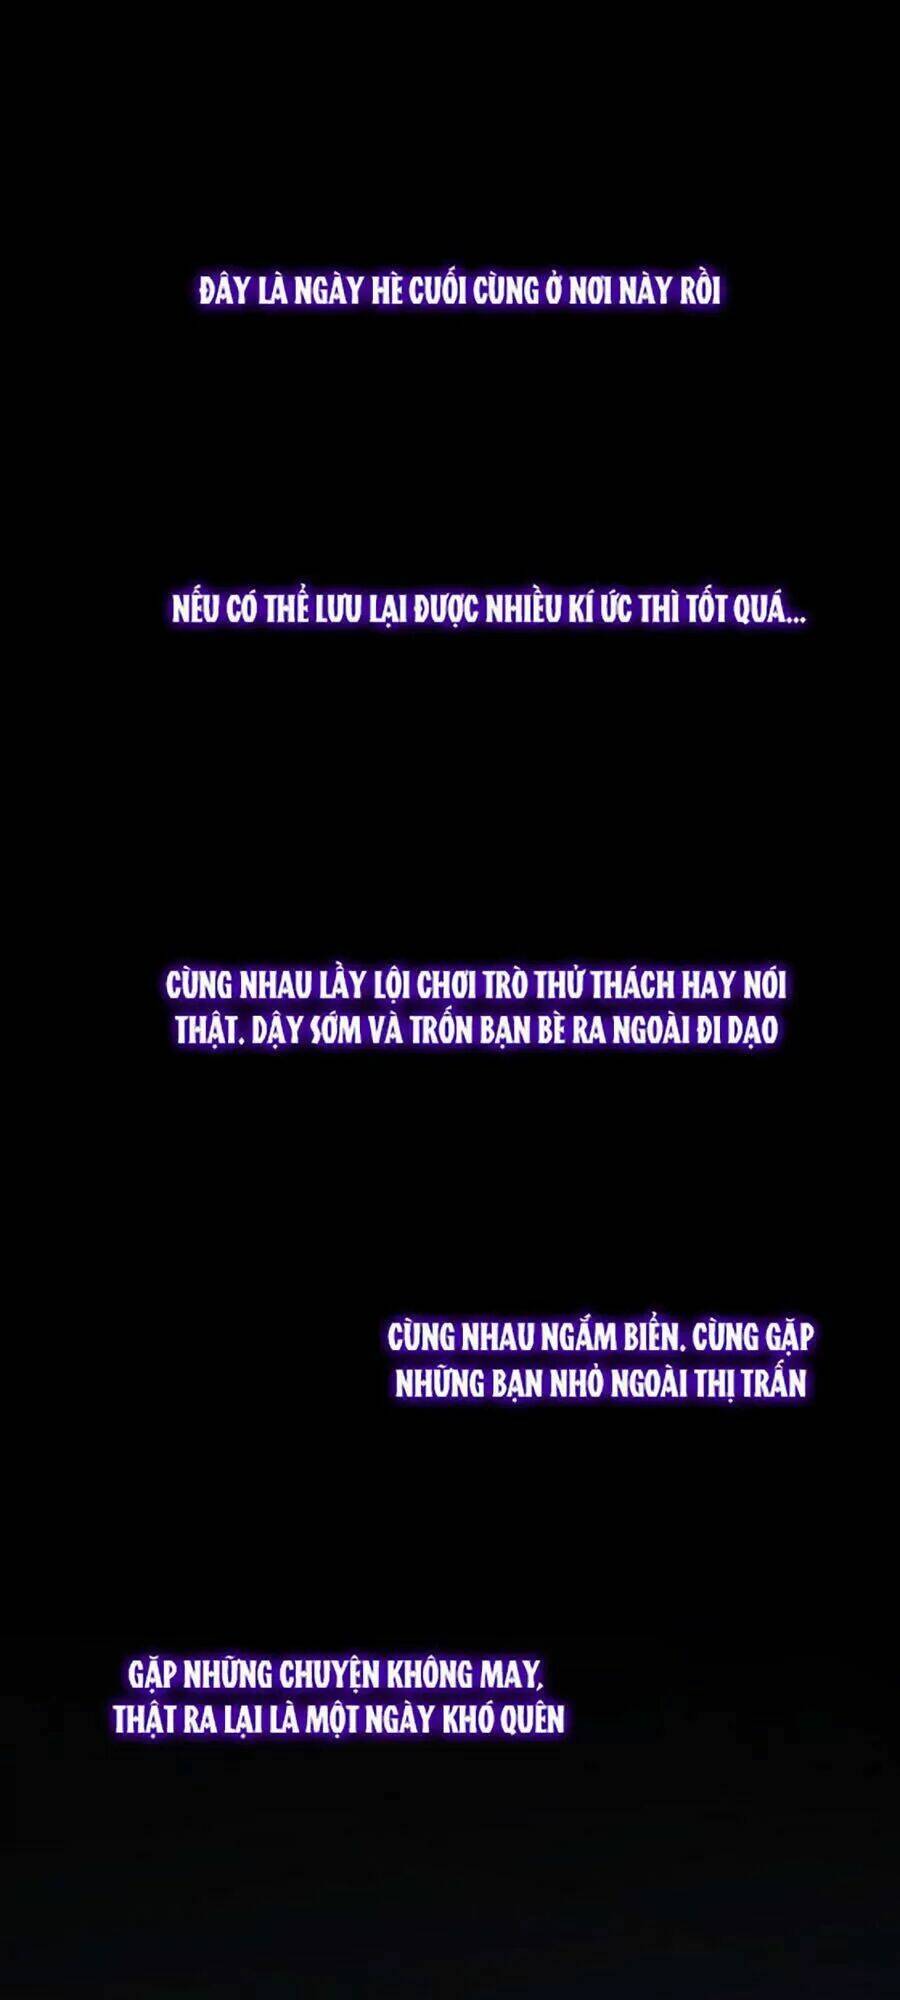 ĐÂY LÀ NGÀY HÈ CUỐI CÙNG Ở NƠI NÀY RỒI
NẾU CÓ THỂ LƯU LẠI ĐƯỢC NHIỀU KÍ ỨC THÌ TỐT QUÁ...
CÙNG NHAU LẦY LỘI CHƠI TRÒ THỬ THÁCH HAY NÓI
THẬT. DẬY SỚM VÀ TRỐN BẠN BÈ RA NGOÀI ĐI DẠO
CÙNG NHAU NGẮM BIỂN. CÙNG GẶP
NHỮNG BẠN NHỎ NGOÀI THỊ TRẤN
GẶP NHỮNG CHUYỆN KHÔNG MAY.
THẬT RA LẠI LÀ MỘT NGÀY KHÓ QUÊN